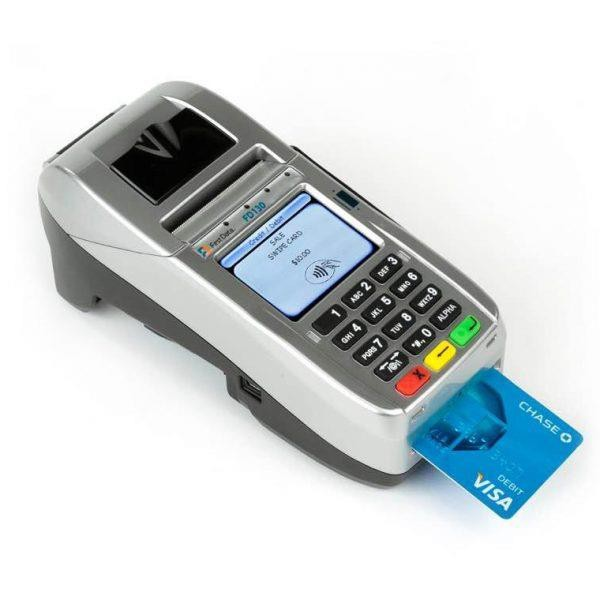 FirstData.
FD130
Credit / Debit
SALE
SWIPE CARD
$10.00
1
ABC 2
DEF 3
GHI 4
JKL 5
MNO 6
PQRS 7
TUV 8
WXYZ 9
*.,
0
ALPHA
X
CHASE
DEBIT
VISA